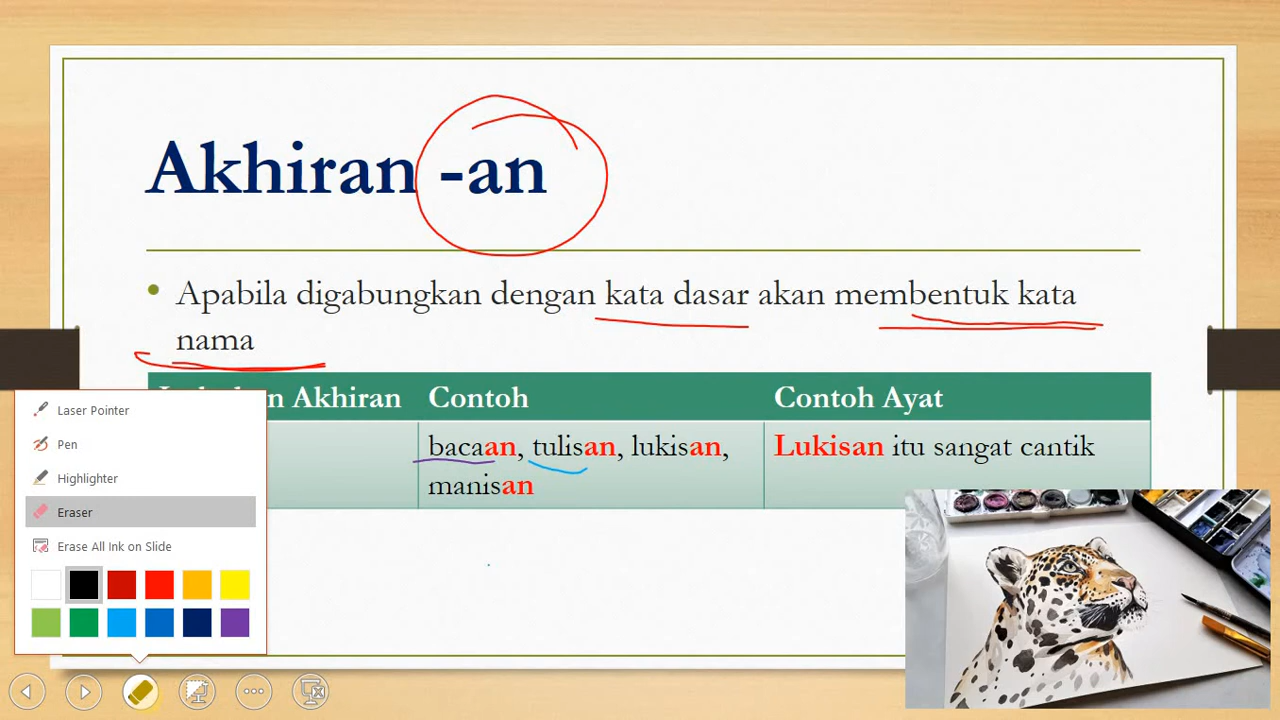 Akhiran -an
• Apabila digabungkan dengan kata dasar akan membentuk kata
nama
n Akhiran
Contoh
Contoh Ayat
bacaan, tulisan, lukisan,
manisan
Lukisan itu sangat cantik
Laser Pointer
Pen
Highlighter
Eraser
Erase All Ink on Slide